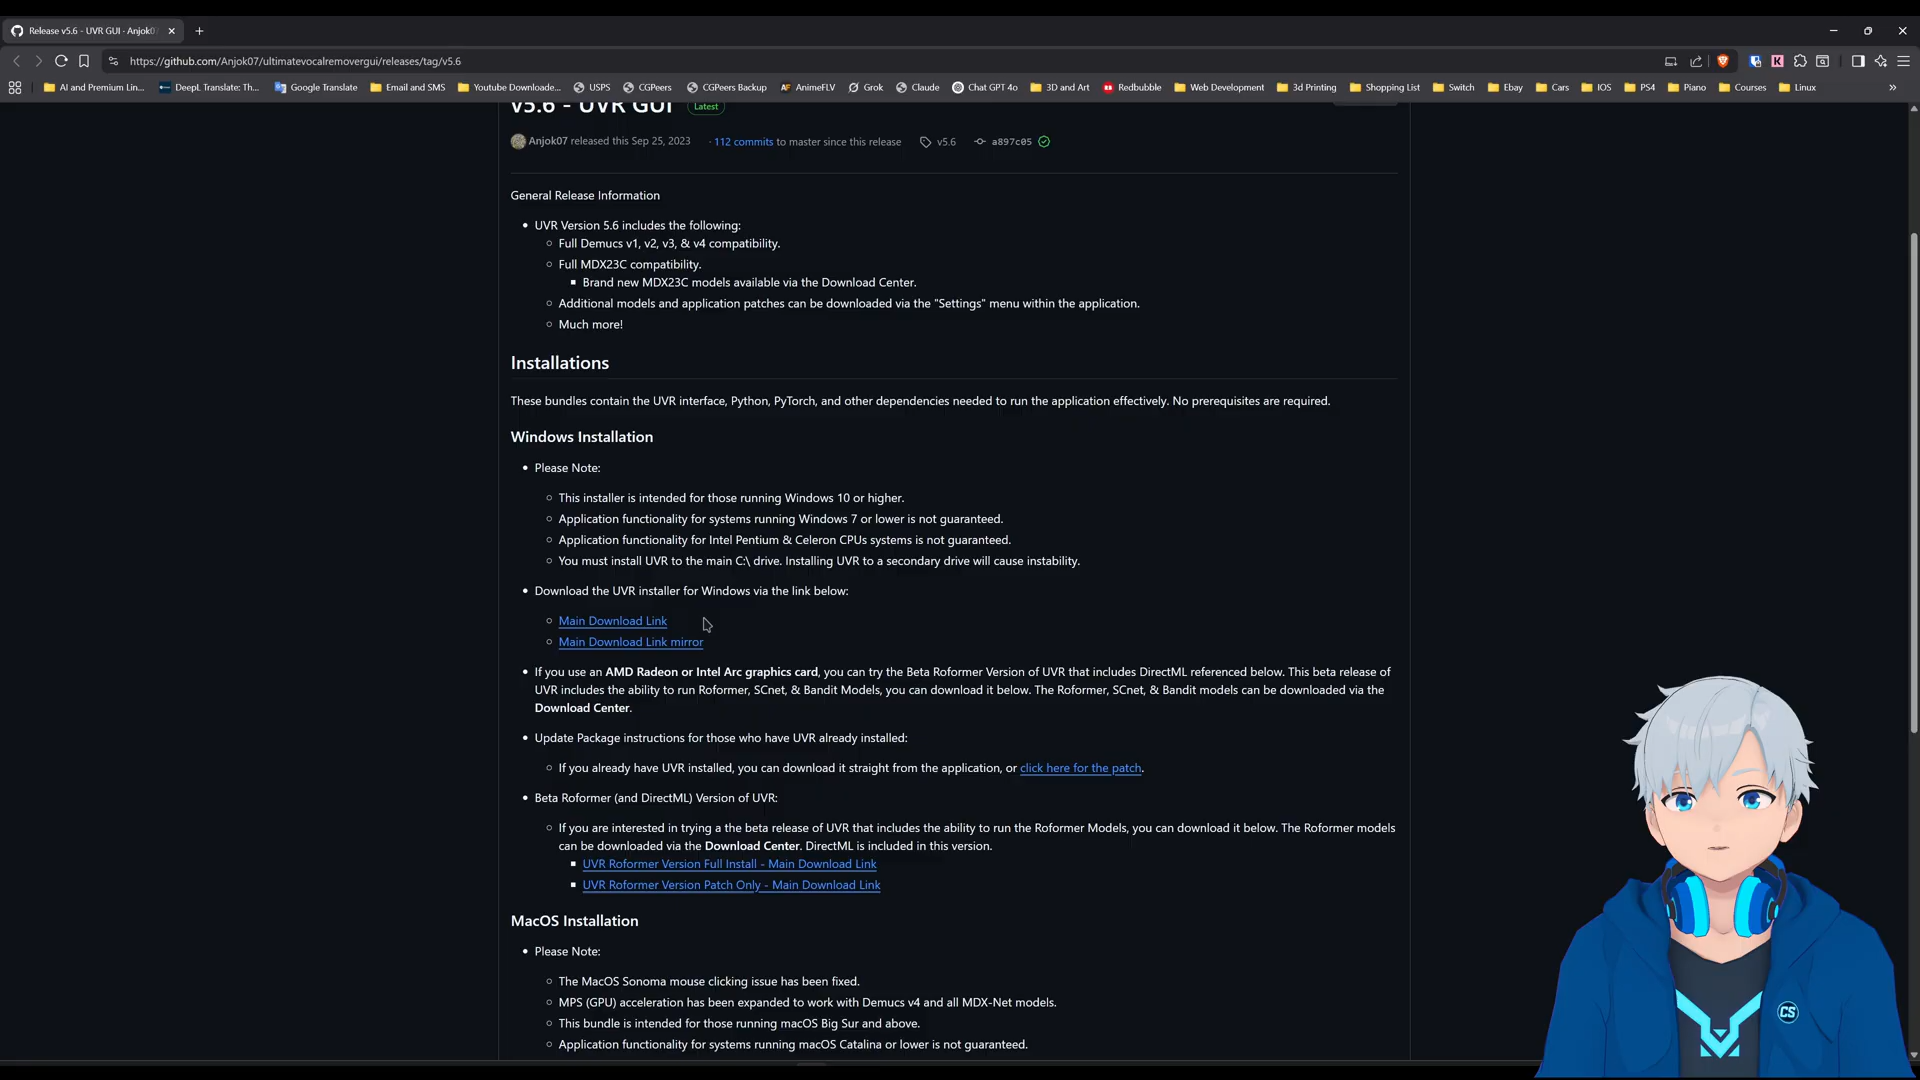 Release v5.6 - UVR GUI · Anjok0
https://github.com/Anjok07/ultimatevocalremovergui/releases/tag/v5.6
AI and Premium Lin... DeepL Translate: Th... Google Translate Email and SMS Youtube Downloade... USPS CGPeers CGPeers Backup AnimeFLV Grok Claude Chat GPT 4o 3D and Art Redbubble Web Development 3d Printing Shopping List Switch Ebay Cars IOS PS4 Piano Courses Linux »
v5.6 - UVR GUI Latest
Anjok07 released this Sep 25, 2023 · 112 commits to master since this release v5.6 a897c05
General Release Information
• UVR Version 5.6 includes the following:
Full Demucs v1, v2, v3, & v4 compatibility.
Full MDX23C compatibility.
Brand new MDX23C models available via the Download Center.
Additional models and application patches can be downloaded via the "Settings" menu within the application.
Much more!
Installations
These bundles contain the UVR interface, Python, PyTorch, and other dependencies needed to run the application effectively. No prerequisites are required.
Windows Installation
• Please Note:
This installer is intended for those running Windows 10 or higher.
Application functionality for systems running Windows 7 or lower is not guaranteed.
Application functionality for Intel Pentium & Celeron CPUs systems is not guaranteed.
You must install UVR to the main C:\ drive. Installing UVR to a secondary drive will cause instability.
• Download the UVR installer for Windows via the link below:
Main Download Link
Main Download Link mirror
• If you use an AMD Radeon or Intel Arc graphics card, you can try the Beta Roformer Version of UVR that includes DirectML referenced below. This beta release of
UVR includes the ability to run Roformer, SCnet, & Bandit Models, you can download it below. The Roformer, SCnet, & Bandit models can be downloaded via the
Download Center.
• Update Package instructions for those who have UVR already installed:
If you already have UVR installed, you can download it straight from the application, or click here for the patch.
• Beta Roformer (and DirectML) Version of UVR:
If you are interested in trying a the beta release of UVR that includes the ability to run the Roformer Models, you can download it below. The Roformer models
can be downloaded via the Download Center. DirectML is included in this version.
UVR Roformer Version Full Install - Main Download Link
UVR Roformer Version Patch Only - Main Download Link
MacOS Installation
• Please Note:
The MacOS Sonoma mouse clicking issue has been fixed.
MPS (GPU) acceleration has been expanded to work with Demucs v4 and all MDX-Net models.
This bundle is intended for those running macOS Big Sur and above.
Application functionality for systems running macOS Catalina or lower is not guaranteed.
CS